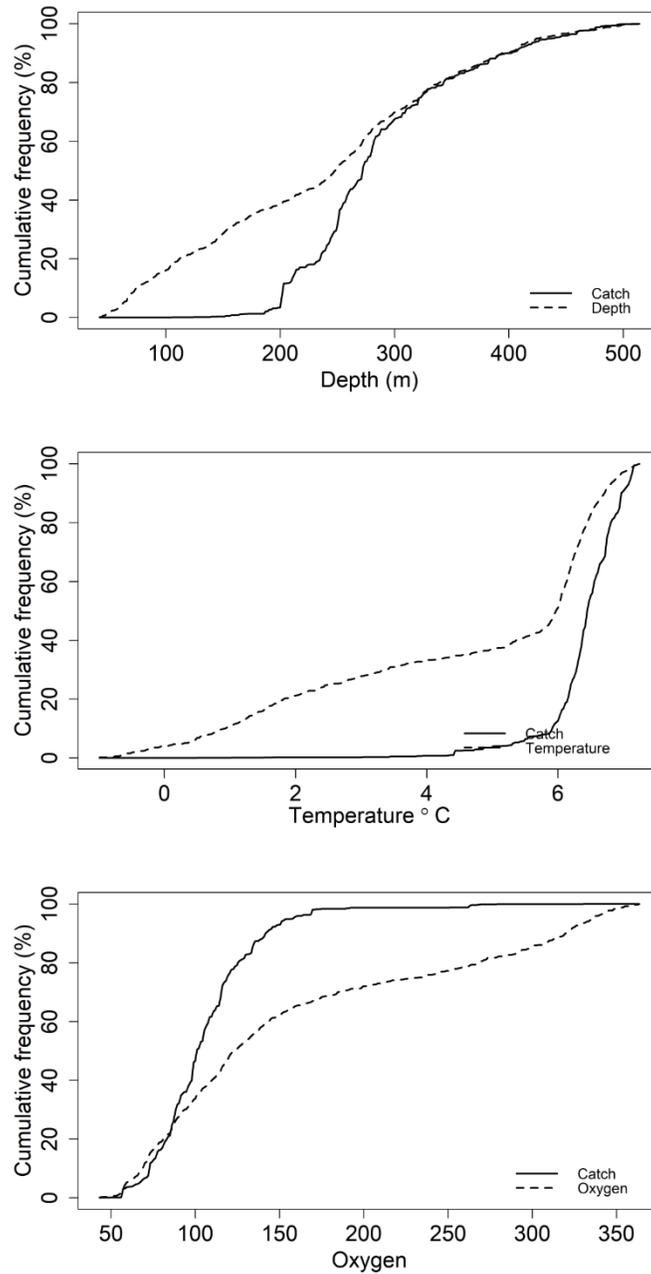 Cumulative frequency (%)
100
80
60
40
20
0
Catch
Depth
100 200 300 400 500
Depth (m)
Cumulative frequency (%)
100
80
60
40
20
0
Catch
Temperature
0 2 4 6
Temperature ° C
Cumulative frequency (%)
100
80
60
40
20
0
Catch
Oxygen
50 100 150 200 250 300 350
Oxygen